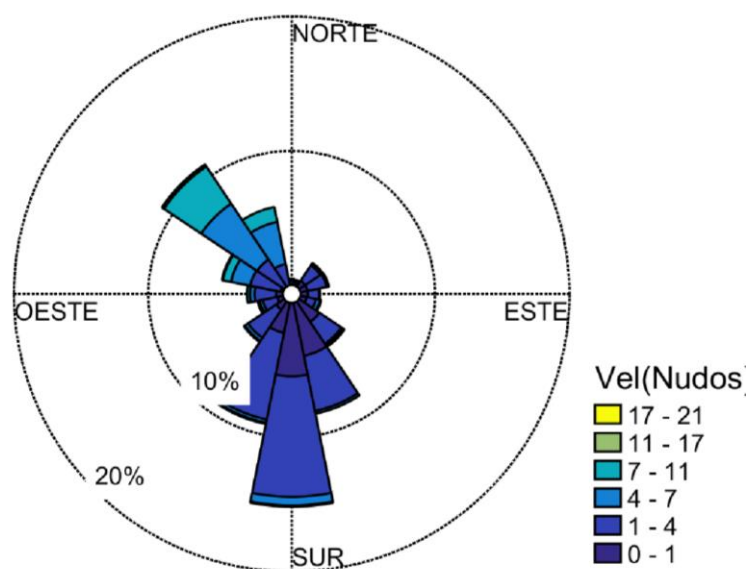 NORTE
OESTE
ESTE
10%
20%
SUR
Vel(Nudos)
17 - 21
11 - 17
7 - 11
4 - 7
1 - 4
0 - 1